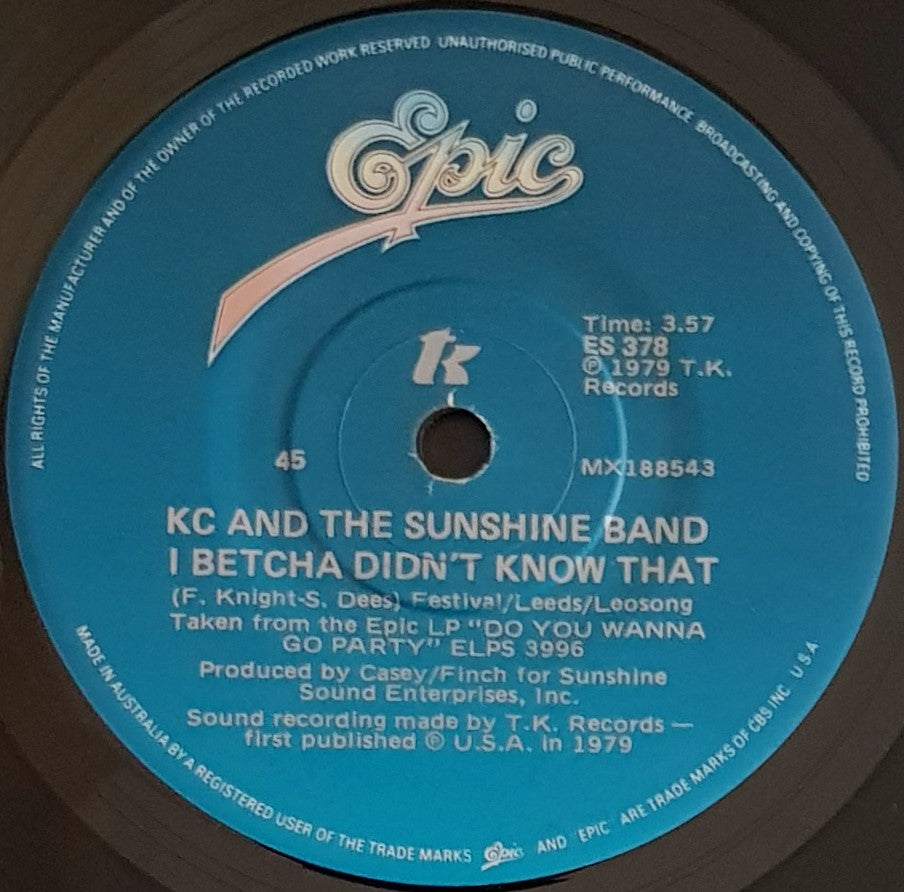 ALL RIGHTS OF THE MANUFACTURER AND OF THE OWNER OF THE RECORDED WORK RESERVED UNAUTHORISED PUBLIC PERFORMANCE BROADCASTING AND COPYING OF THIS RECORD PROHIBITED
Epic
tk
Time: 3.57
ES 378
℗ 1979 T.K.
Records
45
MX188543
KC AND THE SUNSHINE BAND
I BETCHA DIDN'T KNOW THAT
(F. Knight-S. Dees) Festival/Leeds/Leosong
Taken from the Epic LP "DO YOU WANNA
GO PARTY" ELPS 3996
Produced by Casey/Finch for Sunshine
Sound Enterprises, Inc.
Sound recording made by T.K. Records —
first published ℗ U.S.A. in 1979
MADE IN AUSTRALIA BY A REGISTERED USER OF THE TRADE MARKS Epic AND EPIC ARE TRADE MARKS OF CBS INC U S A